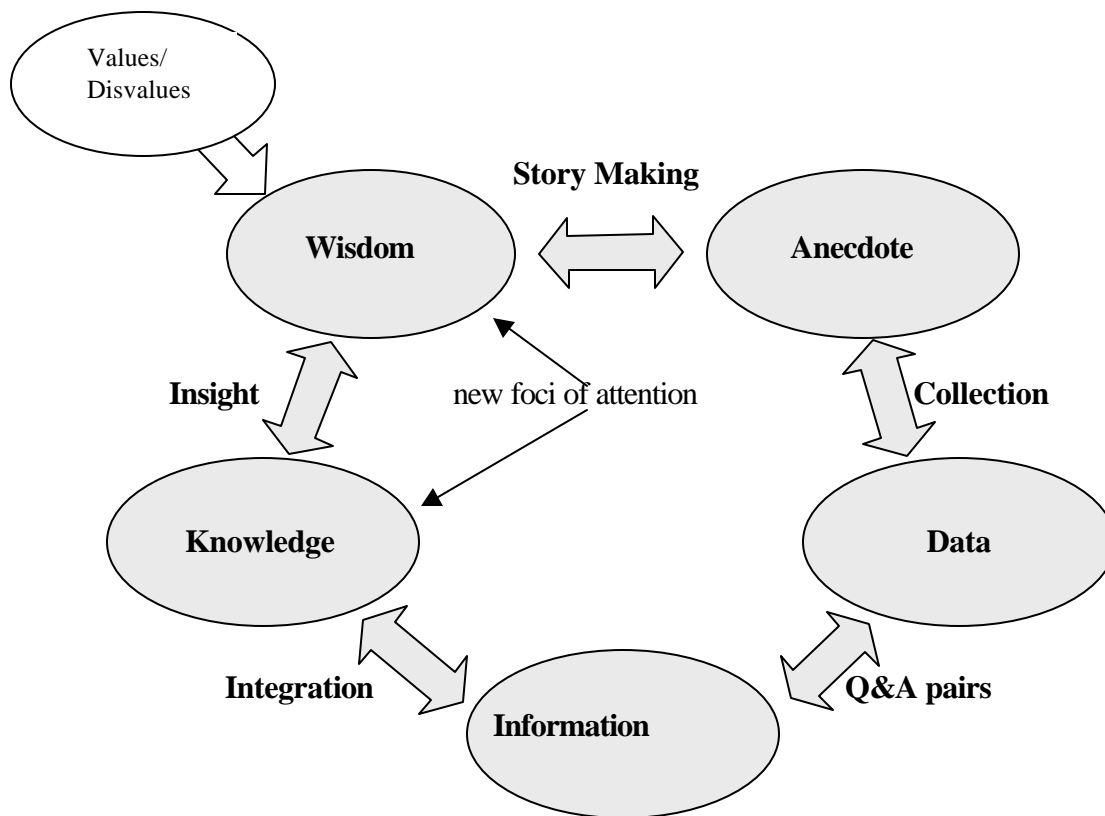 Values/
Disvalues
Story Making
Wisdom
Anecdote
Insight
new foci of attention
Collection
Knowledge
Data
Integration
Q&A pairs
Information